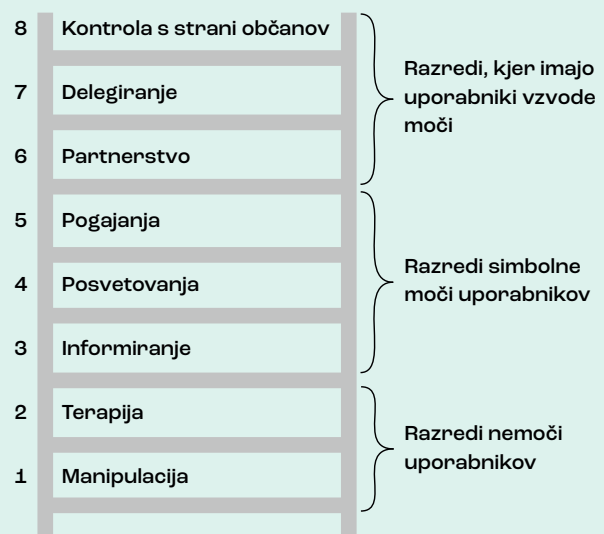 8 Kontrola s strani občanov
7 Delegiranje
6 Partnerstvo
Razredi, kjer imajo
uporabniki vzvode
moči
5 Pogajanja
4 Posvetovanja
3 Informiranje
Razredi simbolne
moči uporabnikov
2 Terapija
1 Manipulacija
Razredi nemoči
uporabnikov